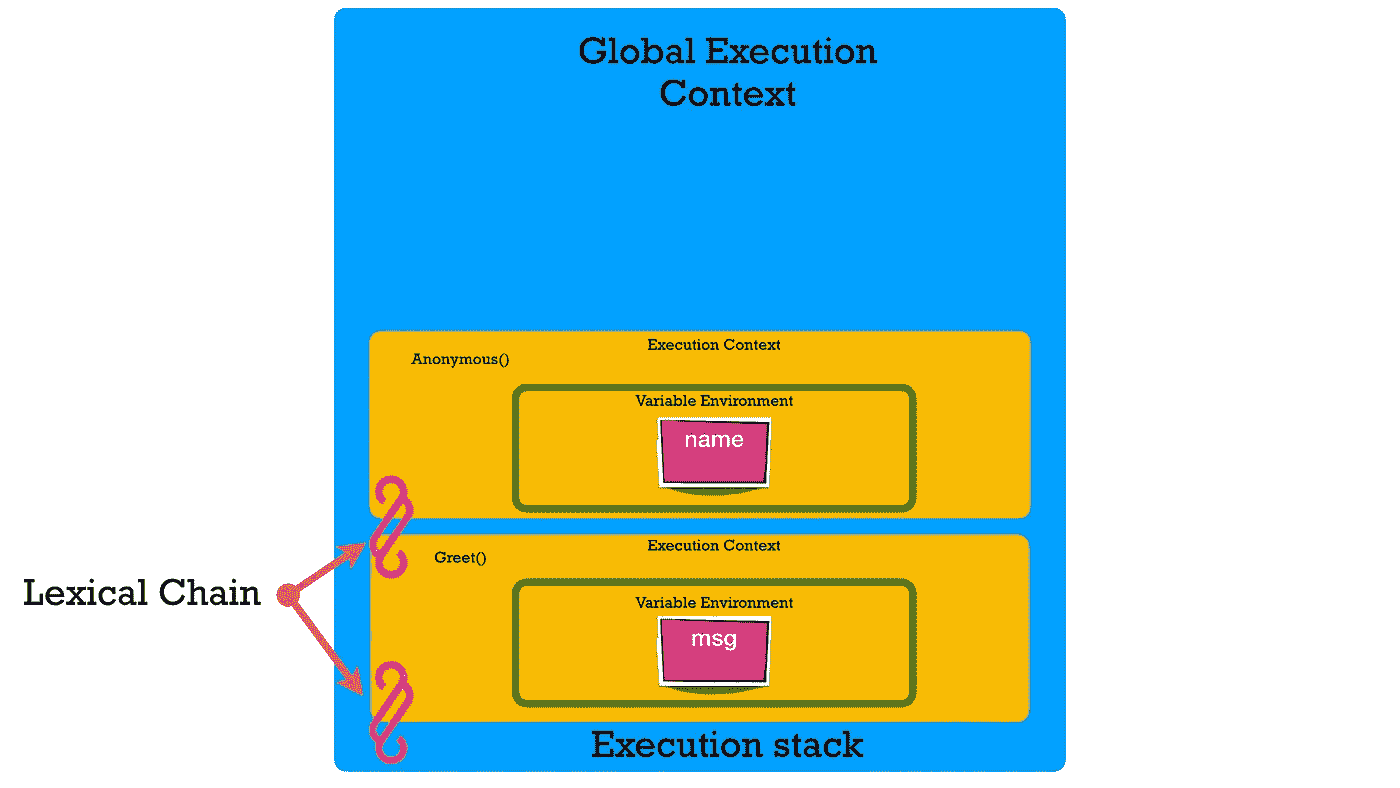 Global Execution
Context
Execution Context
Anonymous()
Variable Environment
name
Execution Context
Greet()
Variable Environment
msg
Lexical Chain
Execution stack